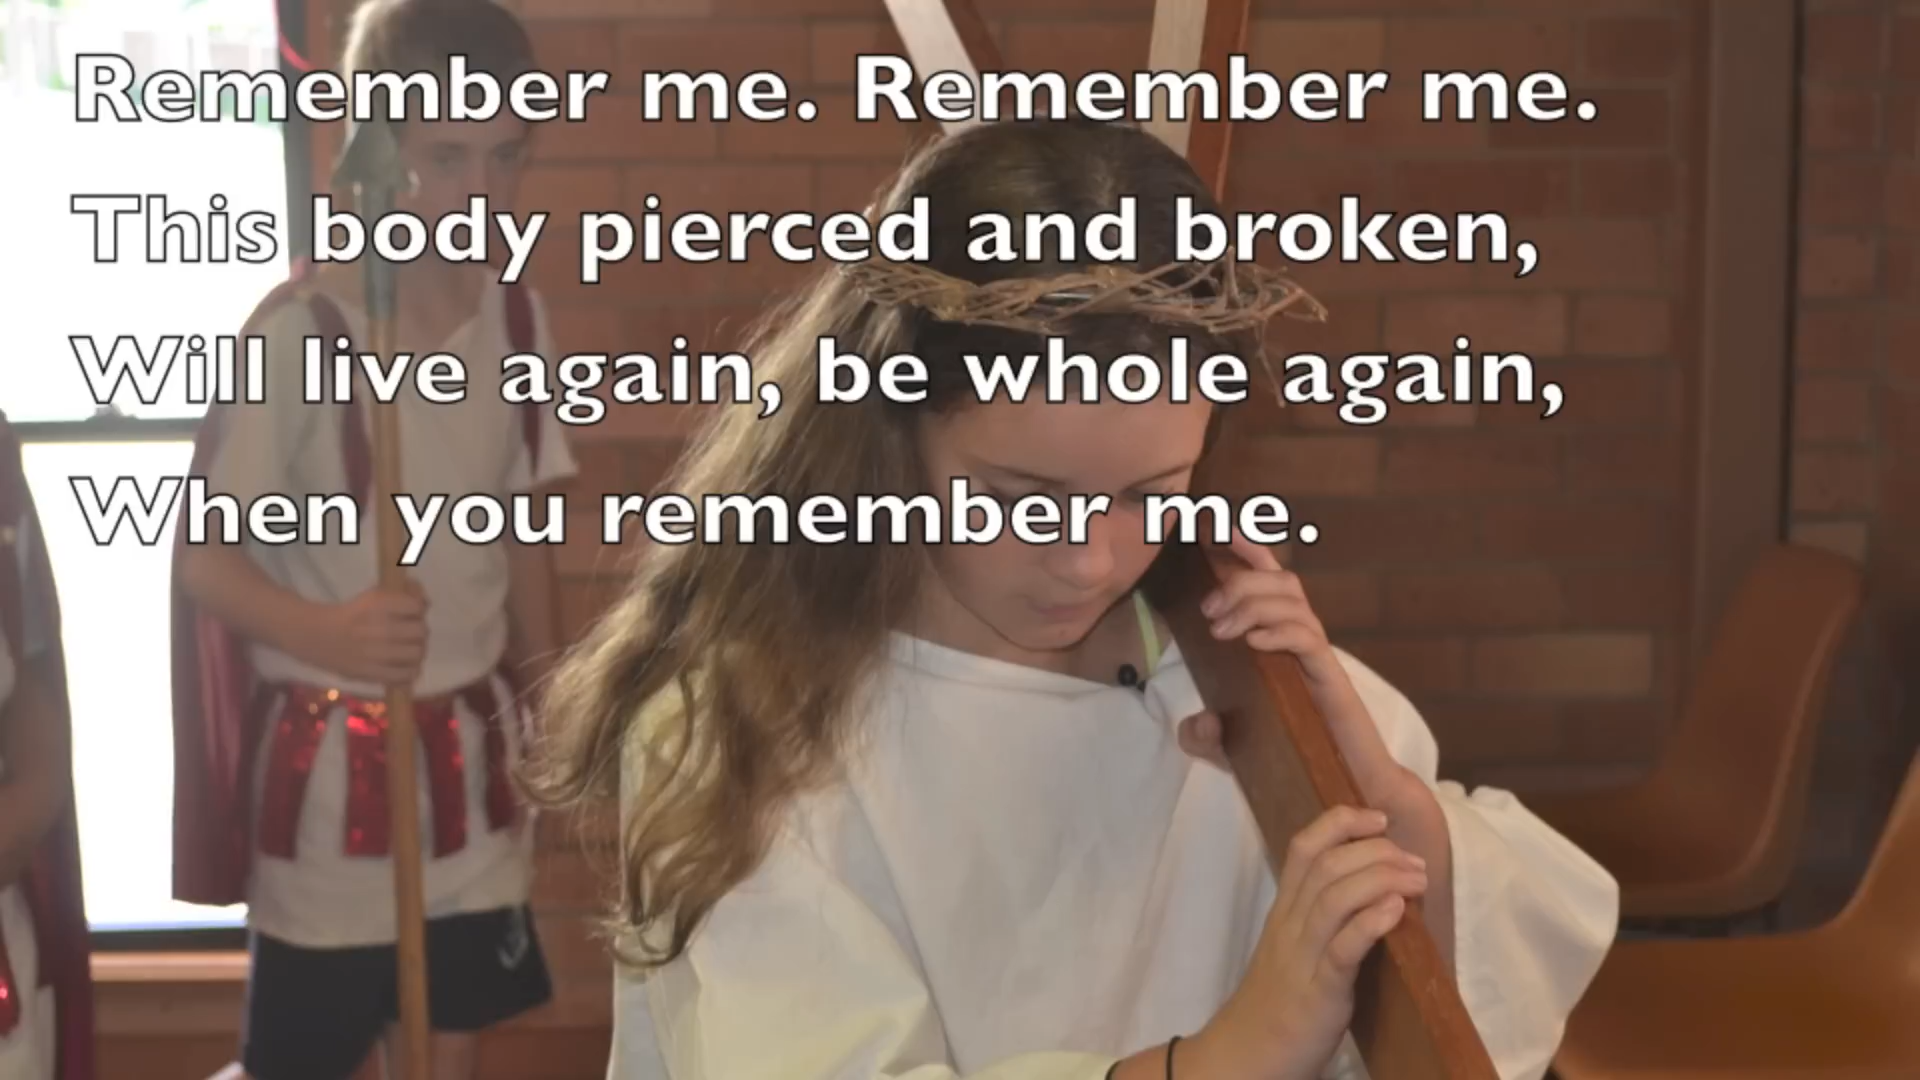 Remember me. Remember me.
This body pierced and broken,
Will live again, be whole again,
When you remember me.